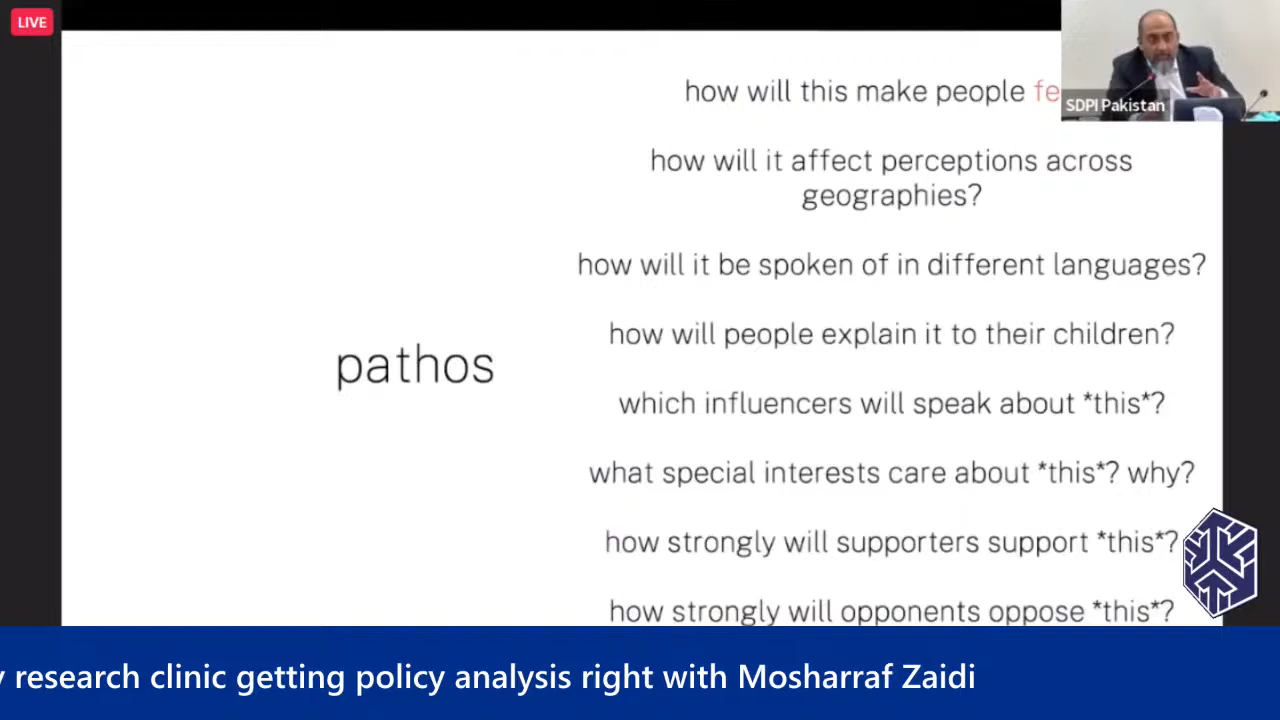 LIVE
how will this make people fe
SDPI Pakistan
how will it affect perceptions across
geographies?
how will it be spoken of in different languages?
how will people explain it to their children?
pathos
which influencers will speak about *this*?
what special interests care about *this*? why?
how strongly will supporters support *this*?
how strongly will opponents oppose *this*?
y research clinic getting policy analysis right with Mosharraf Zaidi